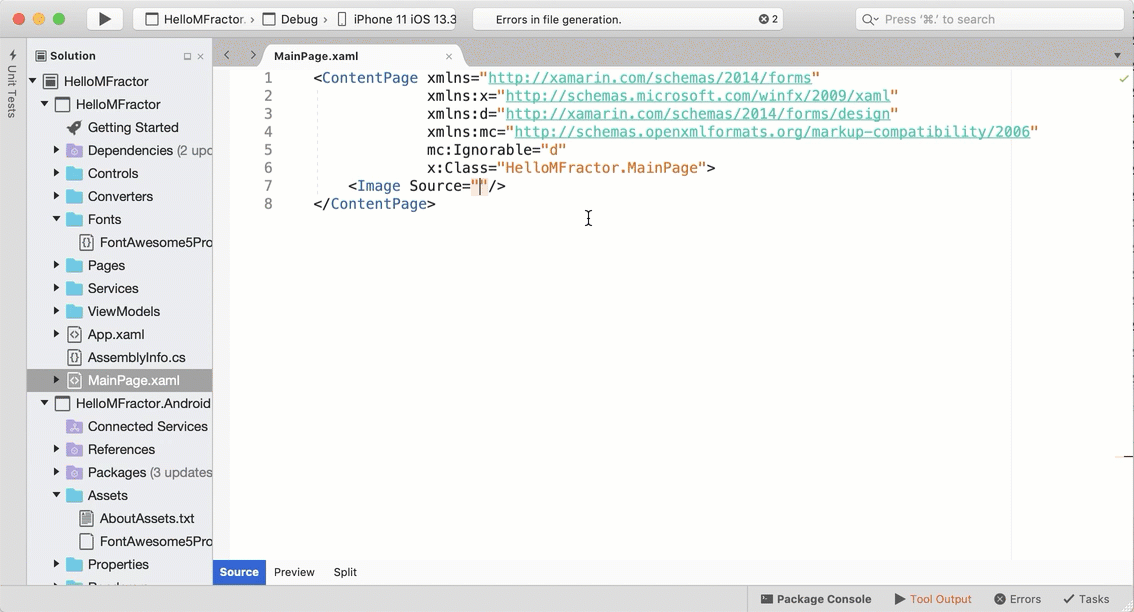 HelloMFractor. › Debug › iPhone 11 iOS 13.3
Errors in file generation. 2
Press ‘⌘.’ to search
Unit Tests
Solution
HelloMFractor
HelloMFractor
Getting Started
Dependencies (2 upd
Controls
Converters
Fonts
FontAwesome5Pro
Pages
Services
ViewModels
App.xaml
AssemblyInfo.cs
MainPage.xaml
HelloMFractor.Android
Connected Services
References
Packages (3 updates
Assets
AboutAssets.txt
FontAwesome5Pro
Properties
MainPage.xaml
1 <ContentPage xmlns="http://xamarin.com/schemas/2014/forms"
2 xmlns:x="http://schemas.microsoft.com/winfx/2009/xaml"
3 xmlns:d="http://xamarin.com/schemas/2014/forms/design"
4 xmlns:mc="http://schemas.openxmlformats.org/markup-compatibility/2006"
5 mc:Ignorable="d"
6 x:Class="HelloMFractor.MainPage">
7 <Image Source=""/>
8 </ContentPage>
Source Preview Split
Package Console Tool Output Errors Tasks